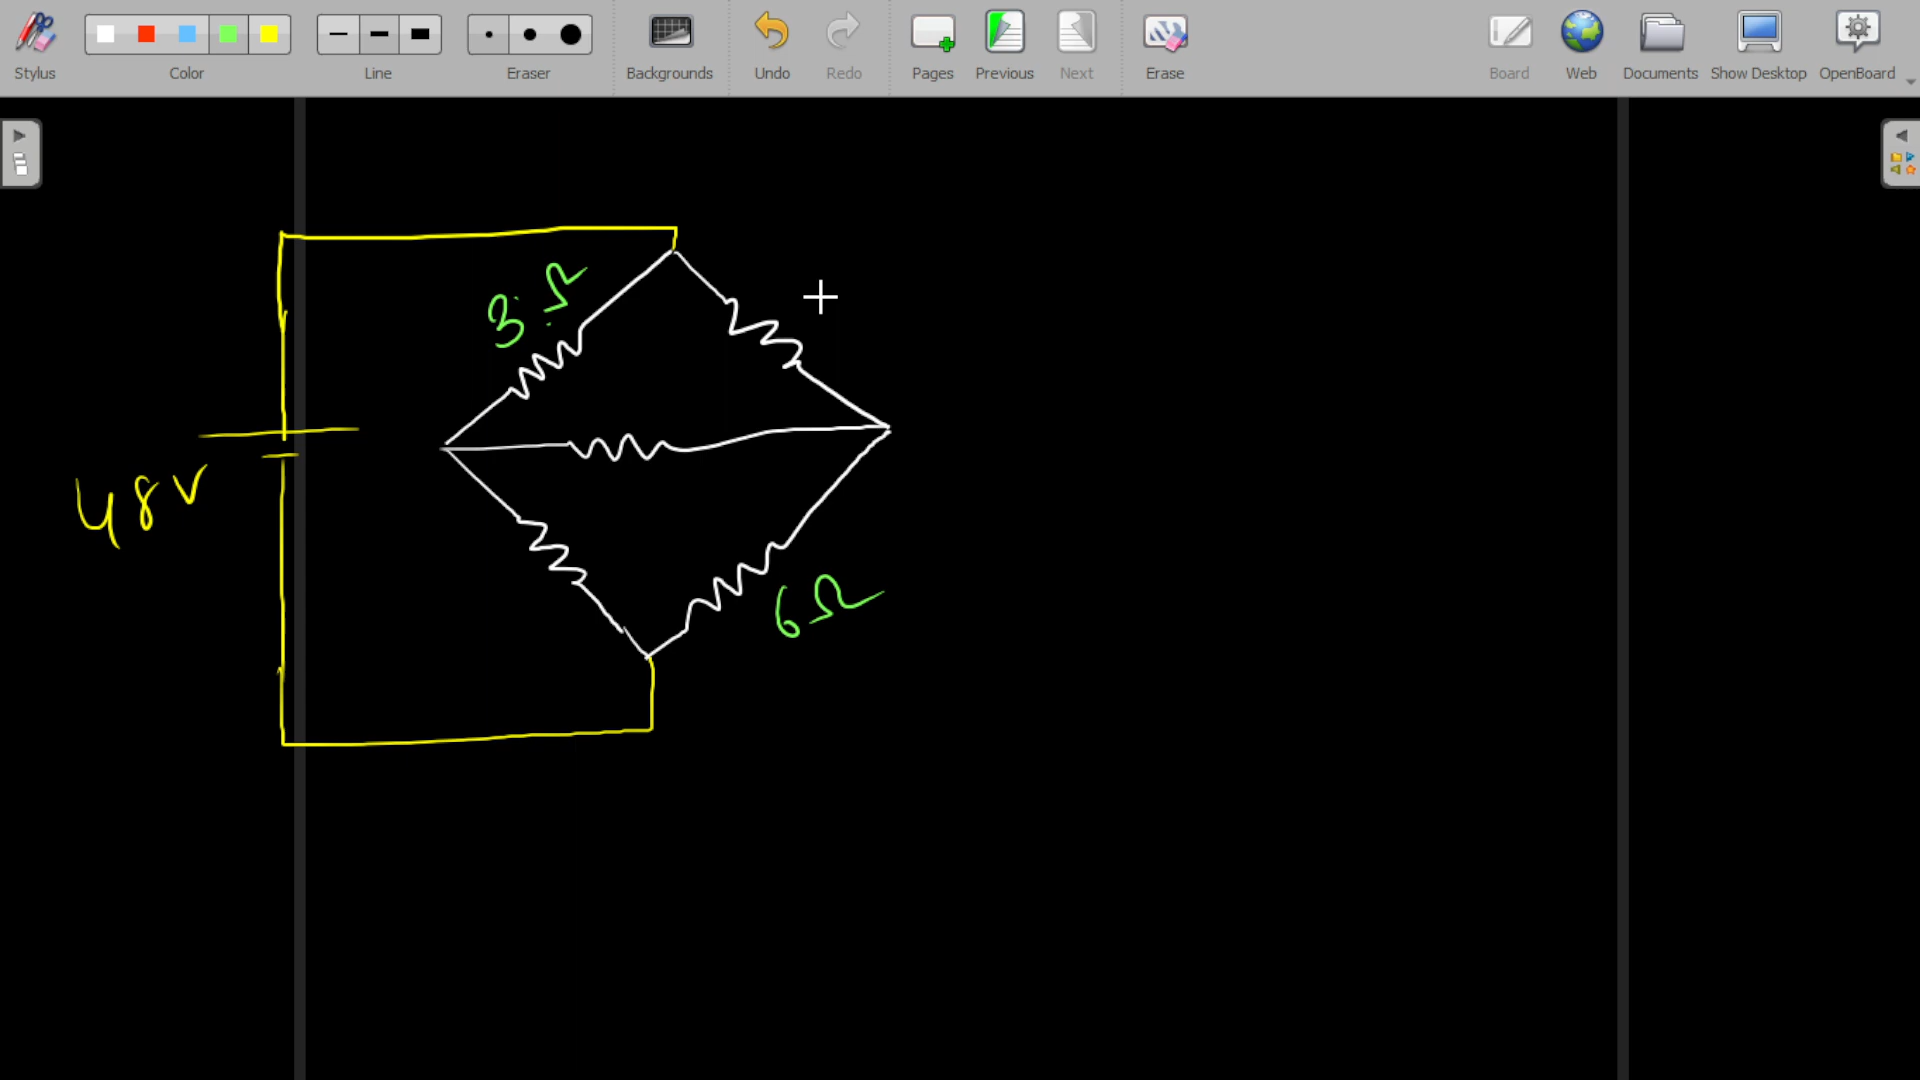 Stylus Color Line Eraser Backgrounds Undo Redo Pages Previous Next Erase Board Web Documents Show Desktop OpenBoard
3 Ω
48V
6Ω